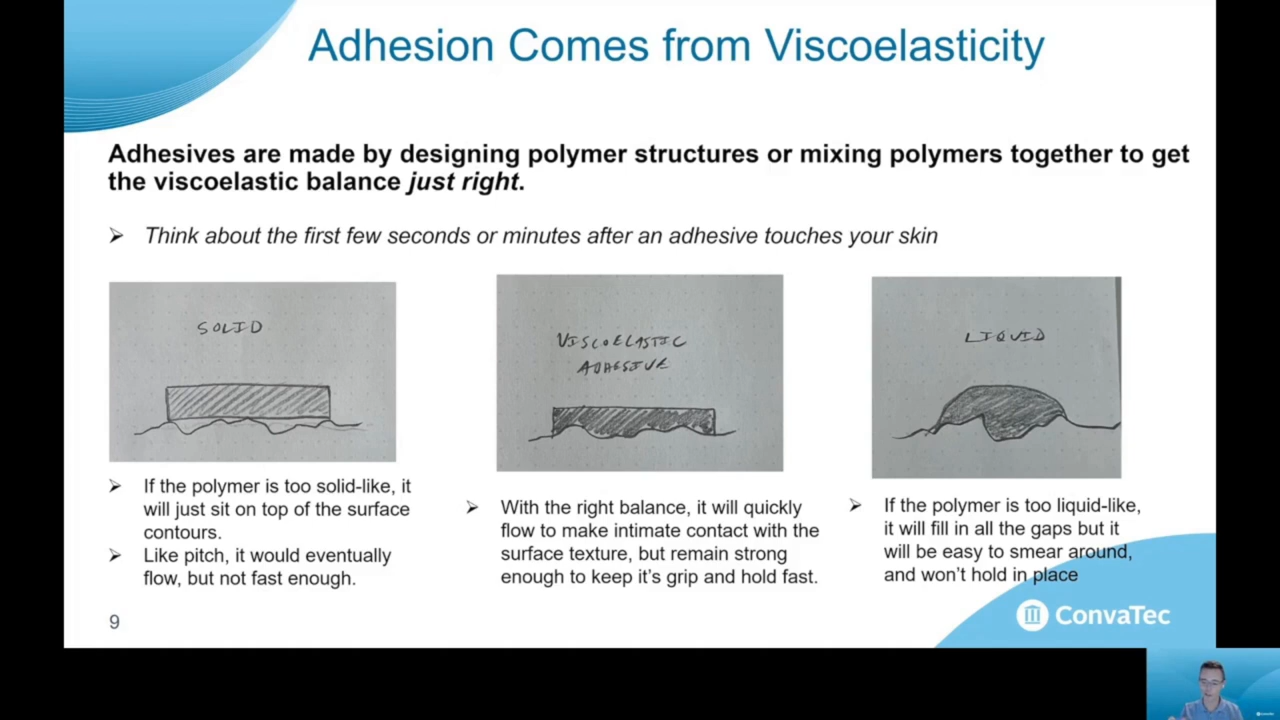 Adhesion Comes from Viscoelasticity
Adhesives are made by designing polymer structures or mixing polymers together to get
the viscoelastic balance just right.
Think about the first few seconds or minutes after an adhesive touches your skin
SOLID
VISCOELASTIC
ADHESIVE
LIQUID
If the polymer is too solid-like, it
will just sit on top of the surface
contours.
Like pitch, it would eventually
flow, but not fast enough.
With the right balance, it will quickly
flow to make intimate contact with the
surface texture, but remain strong
enough to keep it's grip and hold fast.
If the polymer is too liquid-like,
it will fill in all the gaps but it
will be easy to smear around,
and won't hold in place
9
ConvaTec
ConvaTec